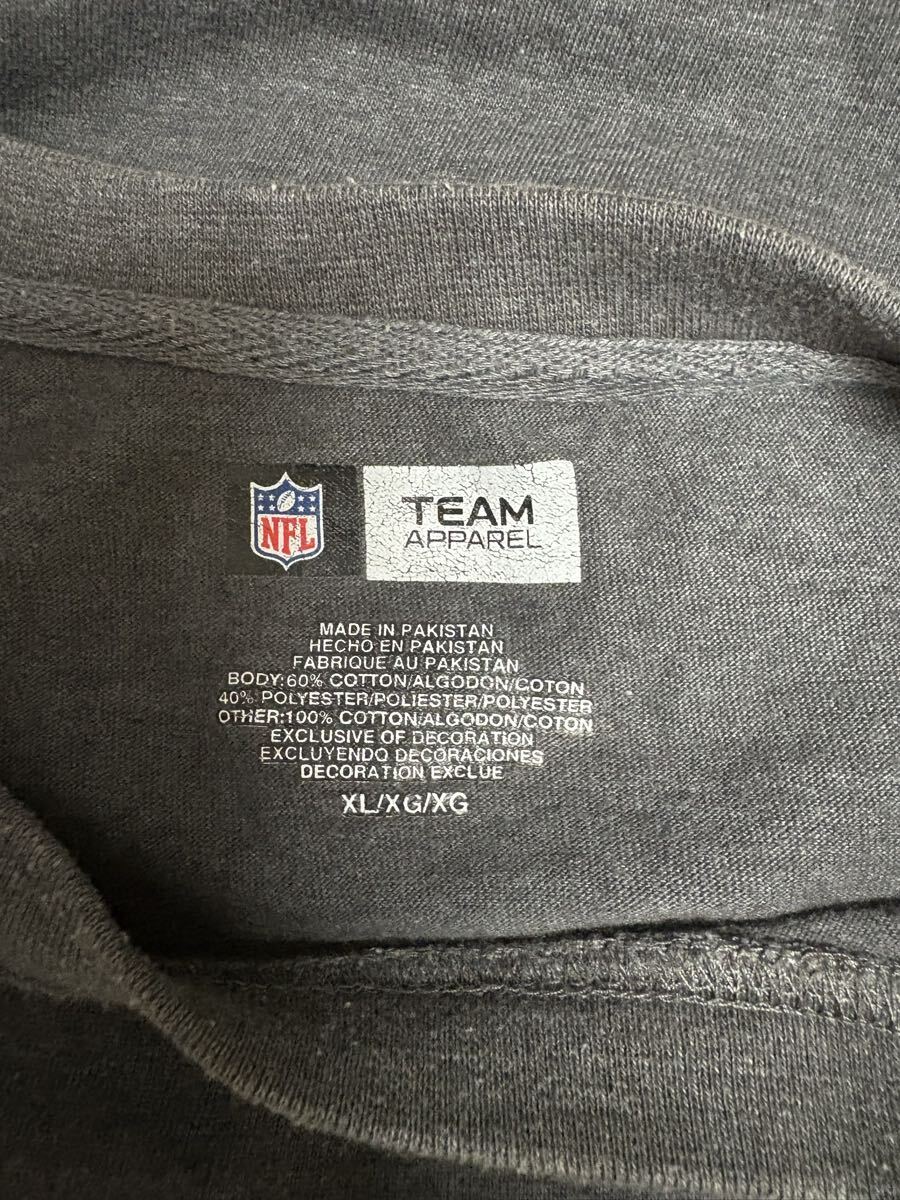 NFL
TEAM
APPAREL
MADE IN PAKISTAN
HECHO EN PAKISTAN
FABRIQUE AU PAKISTAN
BODY:60% COTTON/ALGODON/COTON
40% POLYESTER/POLIESTER/POLYESTER
OTHER:100% COTTON/ALGODON/COTON
EXCLUSIVE OF DECORATION
EXCLUYENDO DECORACIONES
DECORATION EXCLUE
XL/XG/XG